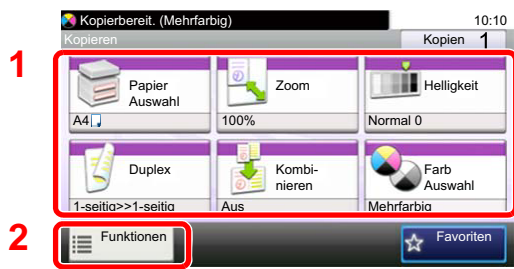 Kopierbereit. (Mehrfarbig)
10:10
Kopieren
Kopien 1
1
Papier
Auswahl
A4
Zoom
100%
Helligkeit
Normal 0
Duplex
1-seitig>>1-seitig
Kombi-
nieren
Aus
Farb
Auswahl
Mehrfarbig
2
Funktionen
Favoriten